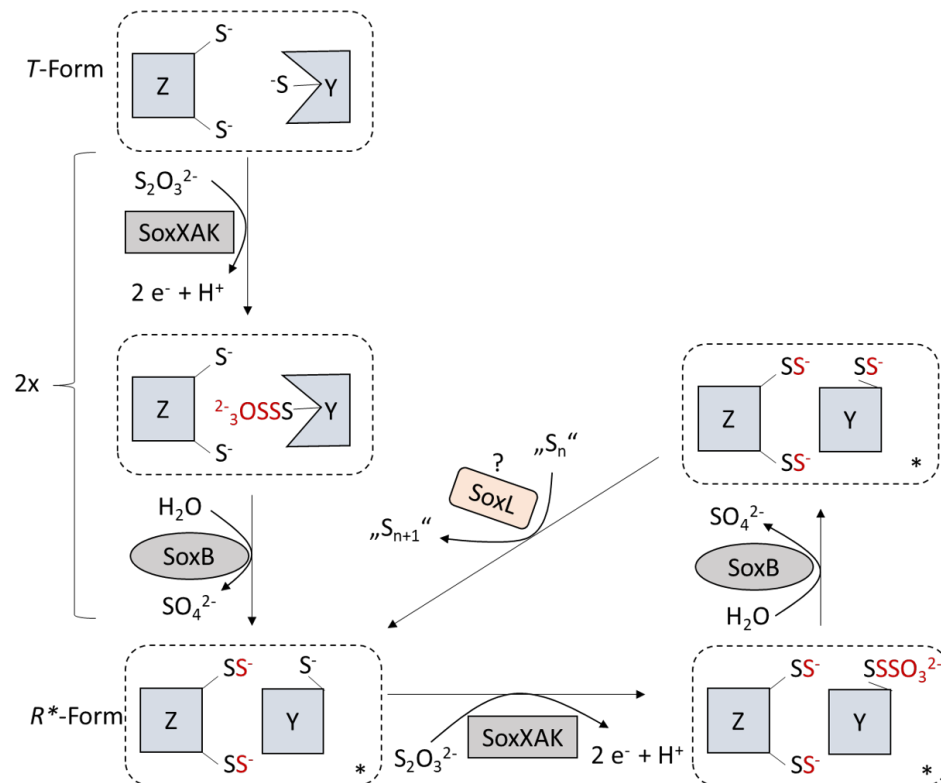 T-Form
S⁻
Z
⁻S
Y
S⁻
2x
S₂O₃²⁻
SoxXAK
2 e⁻ + H⁺
S⁻
Z
²⁻₃OSSS
Y
S⁻
H₂O
SoxB
SO₄²⁻
?
SoxL
„Sₙ“
„Sₙ₊₁“
SS⁻
SS⁻
Z
Y
SS⁻
*
SO₄²⁻
SoxB
H₂O
R*-Form
SS⁻
S⁻
Z
Y
SS⁻
*
S₂O₃²⁻
SoxXAK
2 e⁻ + H⁺
SS⁻
SSSO₃²⁻
Z
Y
SS⁻
*